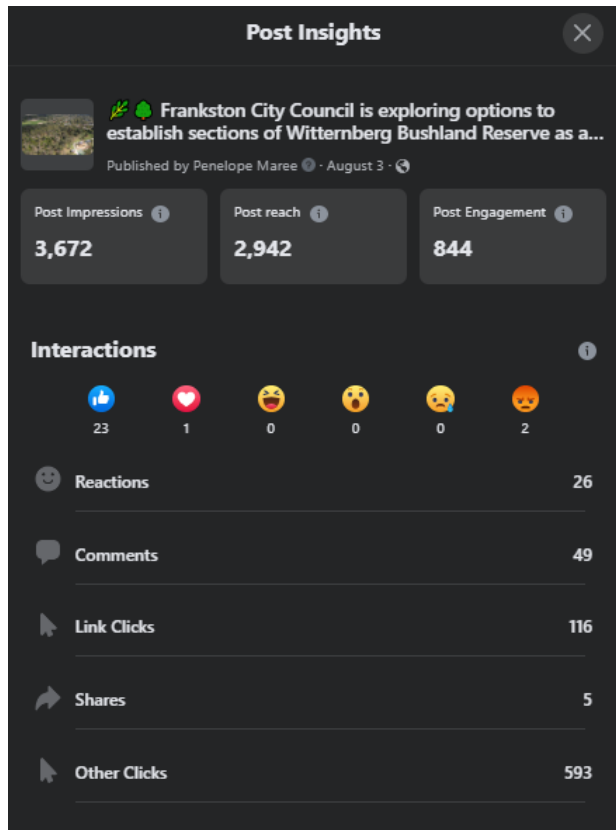 Post Insights
🌿🌳 Frankston City Council is exploring options to
establish sections of Witternberg Bushland Reserve as a...
Published by Penelope Maree · August 3 ·
Post Impressions
Post reach
Post Engagement
3,672
2,942
844
Interactions
23 1 0 0 0 2
Reactions 26
Comments 49
Link Clicks 116
Shares 5
Other Clicks 593